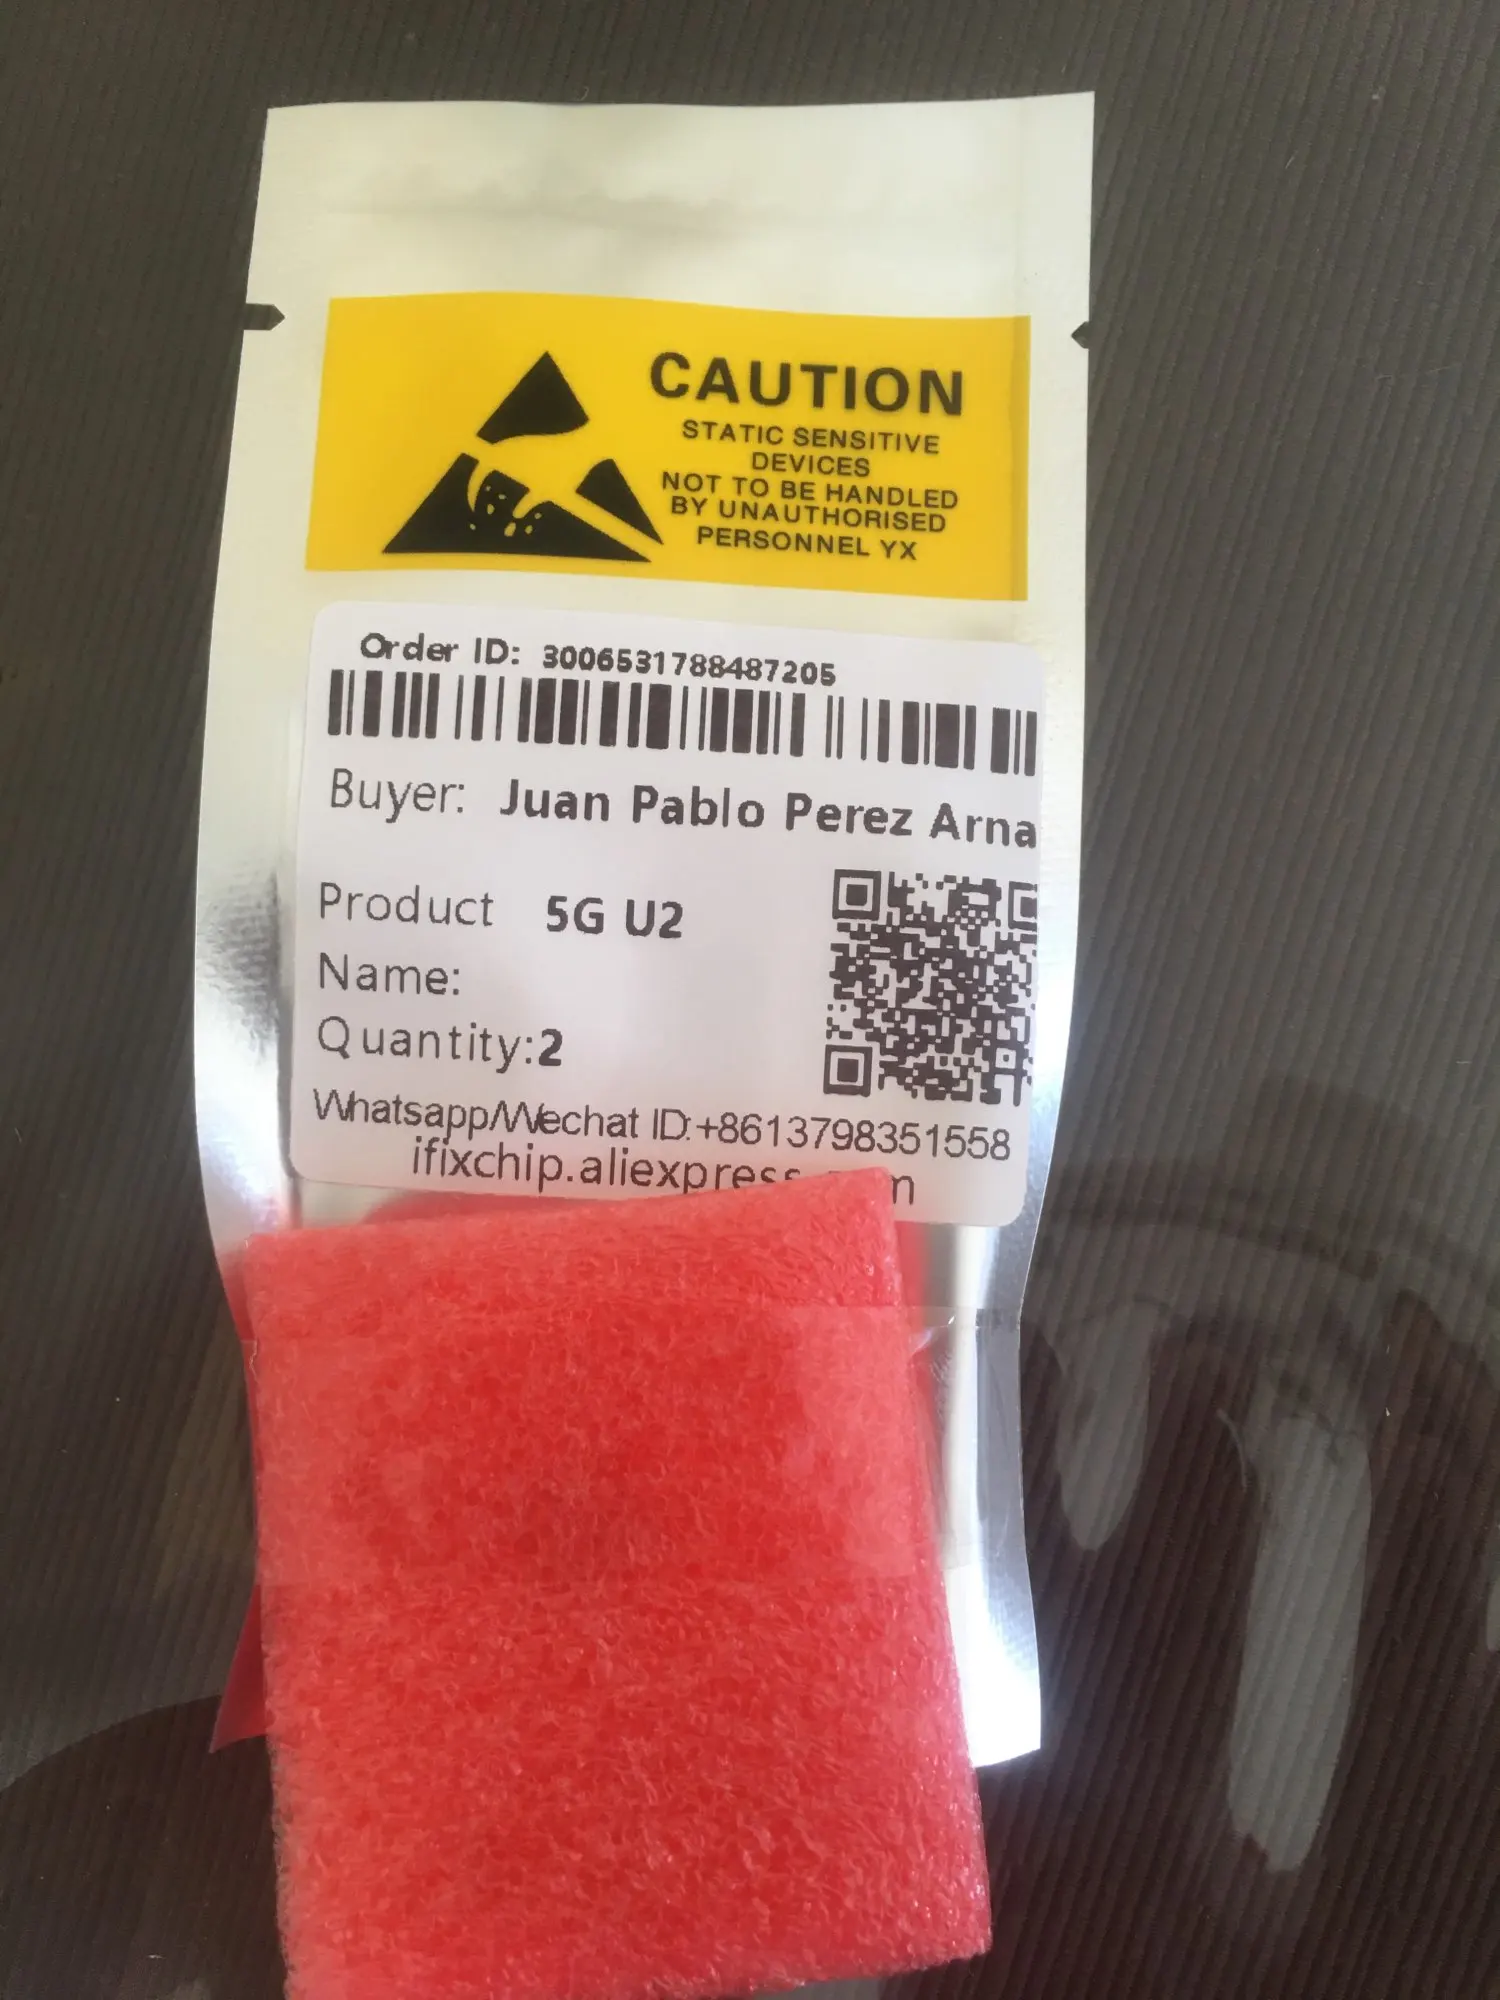 CAUTION
STATIC SENSITIVE
DEVICES
NOT TO BE HANDLED
BY UNAUTHORISED
PERSONNEL YX
Order ID: 3006531788487205
Buyer: Juan Pablo Perez Arna
Product 5G U2
Name:
Quantity:2
Whatsapp/Wechat ID:+8613798351558
ifixchip.aliexpress